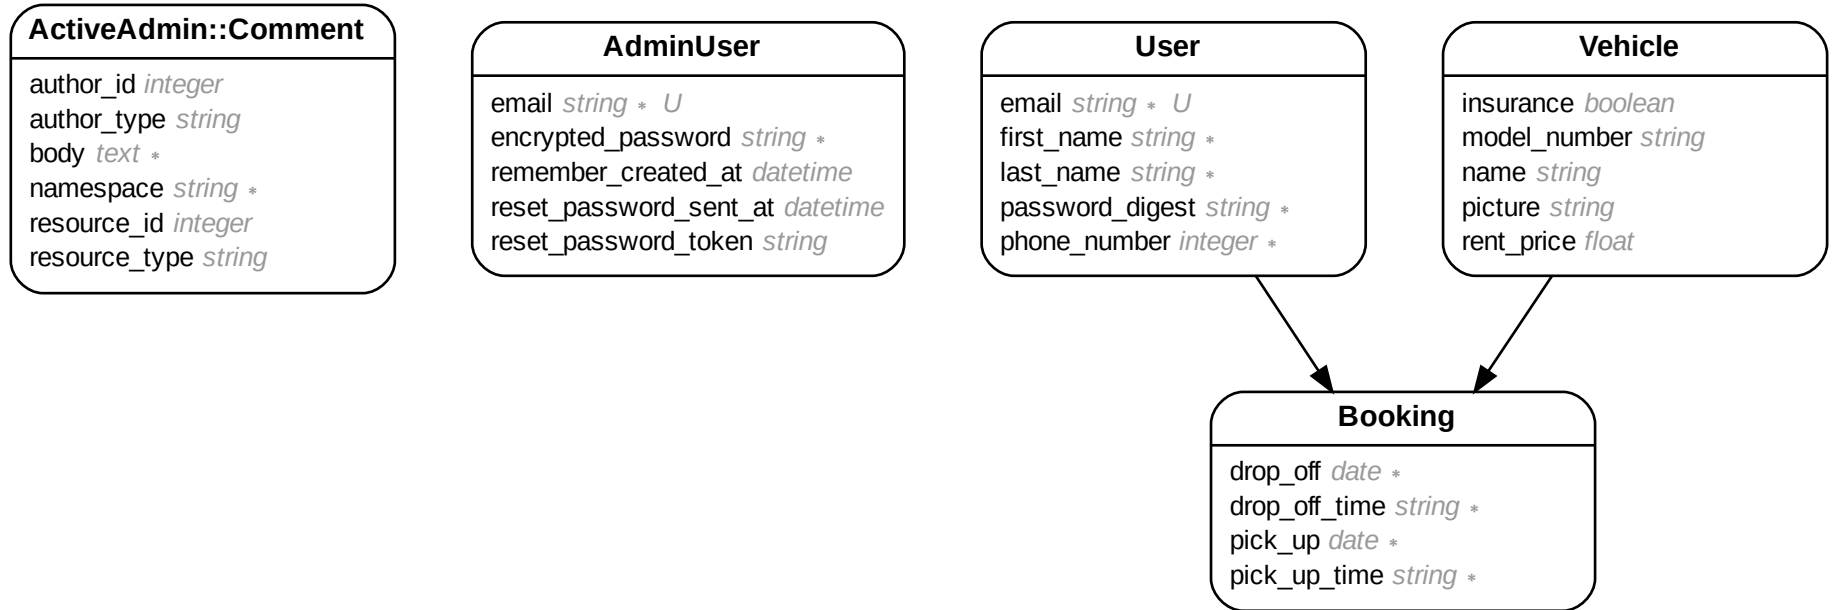 ActiveAdmin::Comment
author_id integer
author_type string
body text *
namespace string *
resource_id integer
resource_type string
AdminUser
email string * U
encrypted_password string *
remember_created_at datetime
reset_password_sent_at datetime
reset_password_token string
User
email string * U
first_name string *
last_name string *
password_digest string *
phone_number integer *
Vehicle
insurance boolean
model_number string
name string
picture string
rent_price float
Booking
drop_off date *
drop_off_time string *
pick_up date *
pick_up_time string *